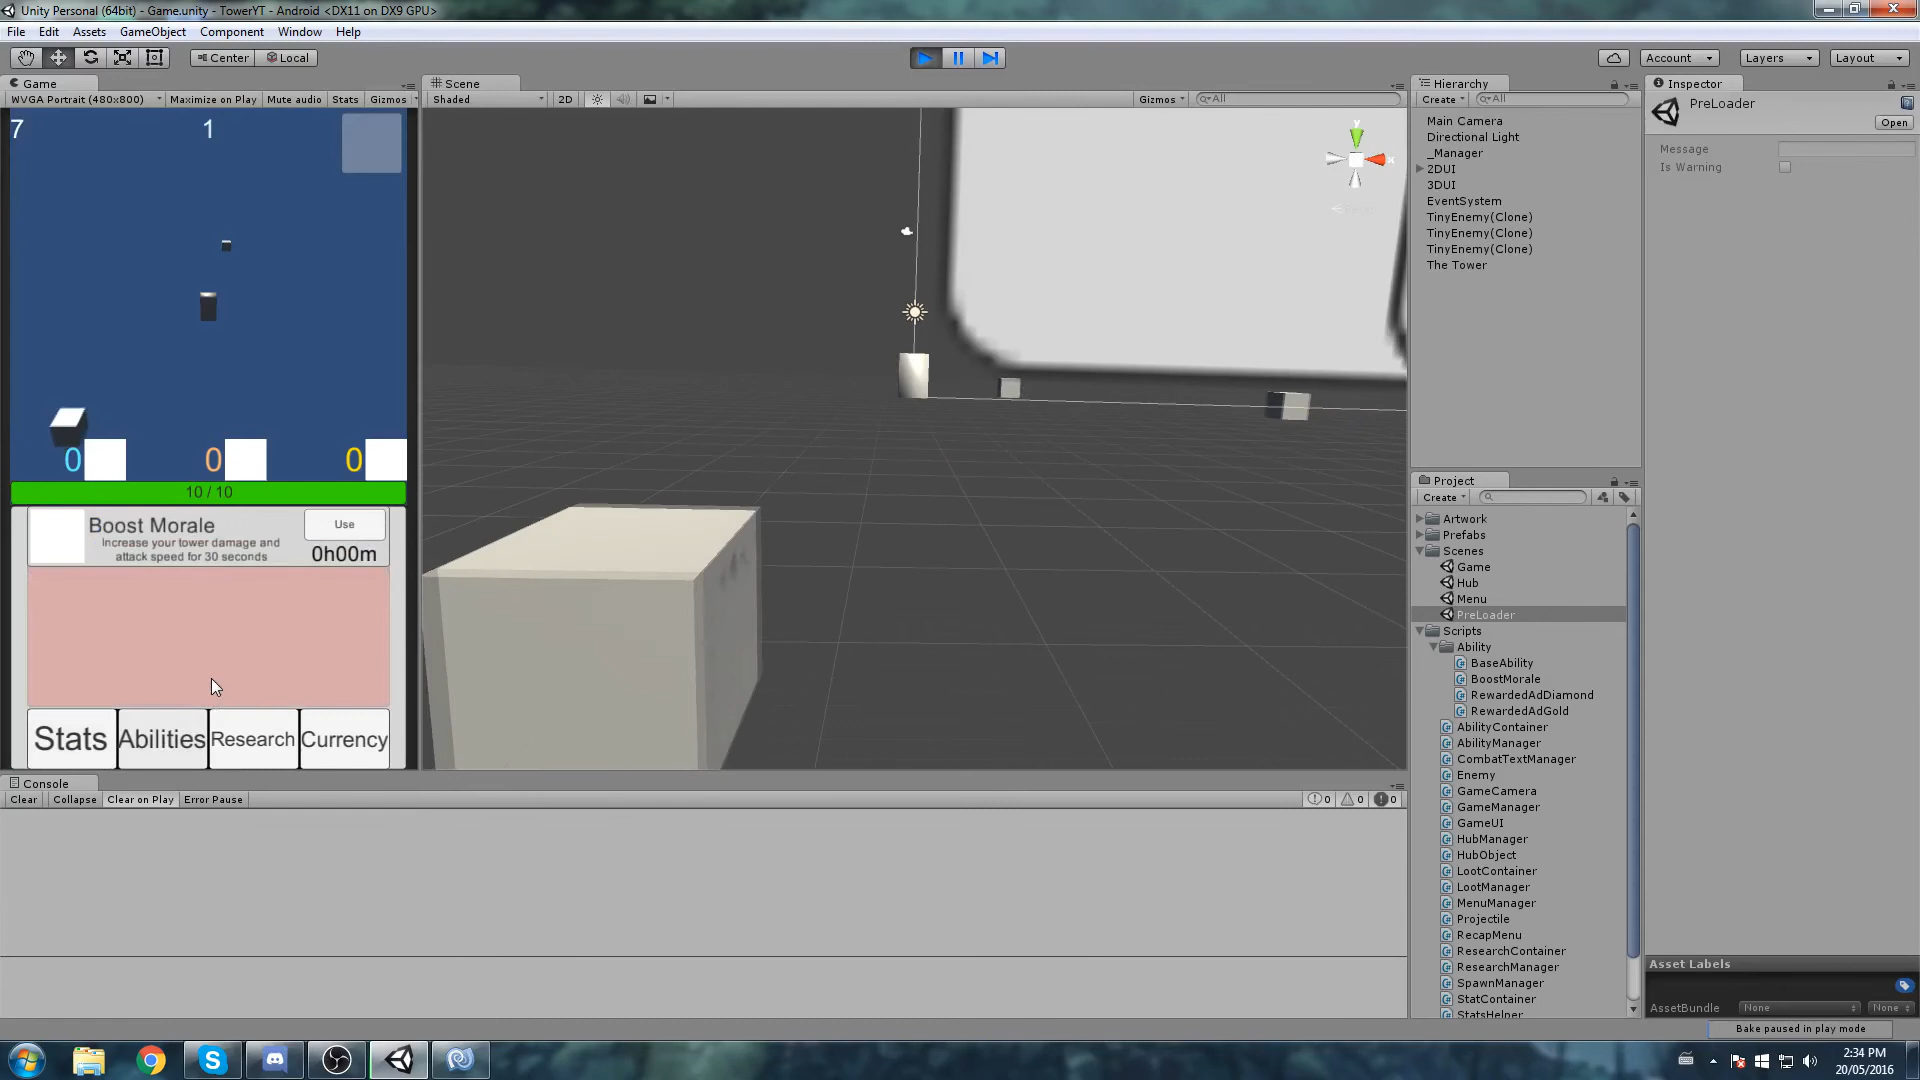 Unity Personal (64bit) - Game.unity - TowerYT - Android <DX11 on DX9 GPU>
File Edit Assets GameObject Component Window Help
Center Local
Account Layers Layout
Game
WVGA Portrait (480x800) Maximize on Play Mute audio Stats Gizmos
7 1
0 0 0
10 / 10
Boost Morale
Increase your tower damage and
attack speed for 30 seconds
Use
0h00m
Stats Abilities Research Currency
Scene
Shaded 2D Gizmos All
y
x
Hierarchy
Create All
Main Camera
Directional Light
_Manager
2DUI
3DUI
EventSystem
TinyEnemy(Clone)
TinyEnemy(Clone)
TinyEnemy(Clone)
The Tower
Project
Create
Artwork
Prefabs
Scenes
Game
Hub
Menu
PreLoader
Scripts
Ability
BaseAbility
BoostMorale
RewardedAdDiamond
RewardedAdGold
AbilityContainer
AbilityManager
CombatTextManager
Enemy
GameCamera
GameManager
GameUI
HubManager
HubObject
LootContainer
LootManager
MenuManager
Projectile
RecapMenu
ResearchContainer
ResearchManager
SpawnManager
StatContainer
StatsHelper
Inspector
PreLoader
Open
Message
Is Warning
Asset Labels
AssetBundle None None
Bake paused in play mode
Console
Clear Collapse Clear on Play Error Pause
0 0 0
2:34 PM
20/05/2016